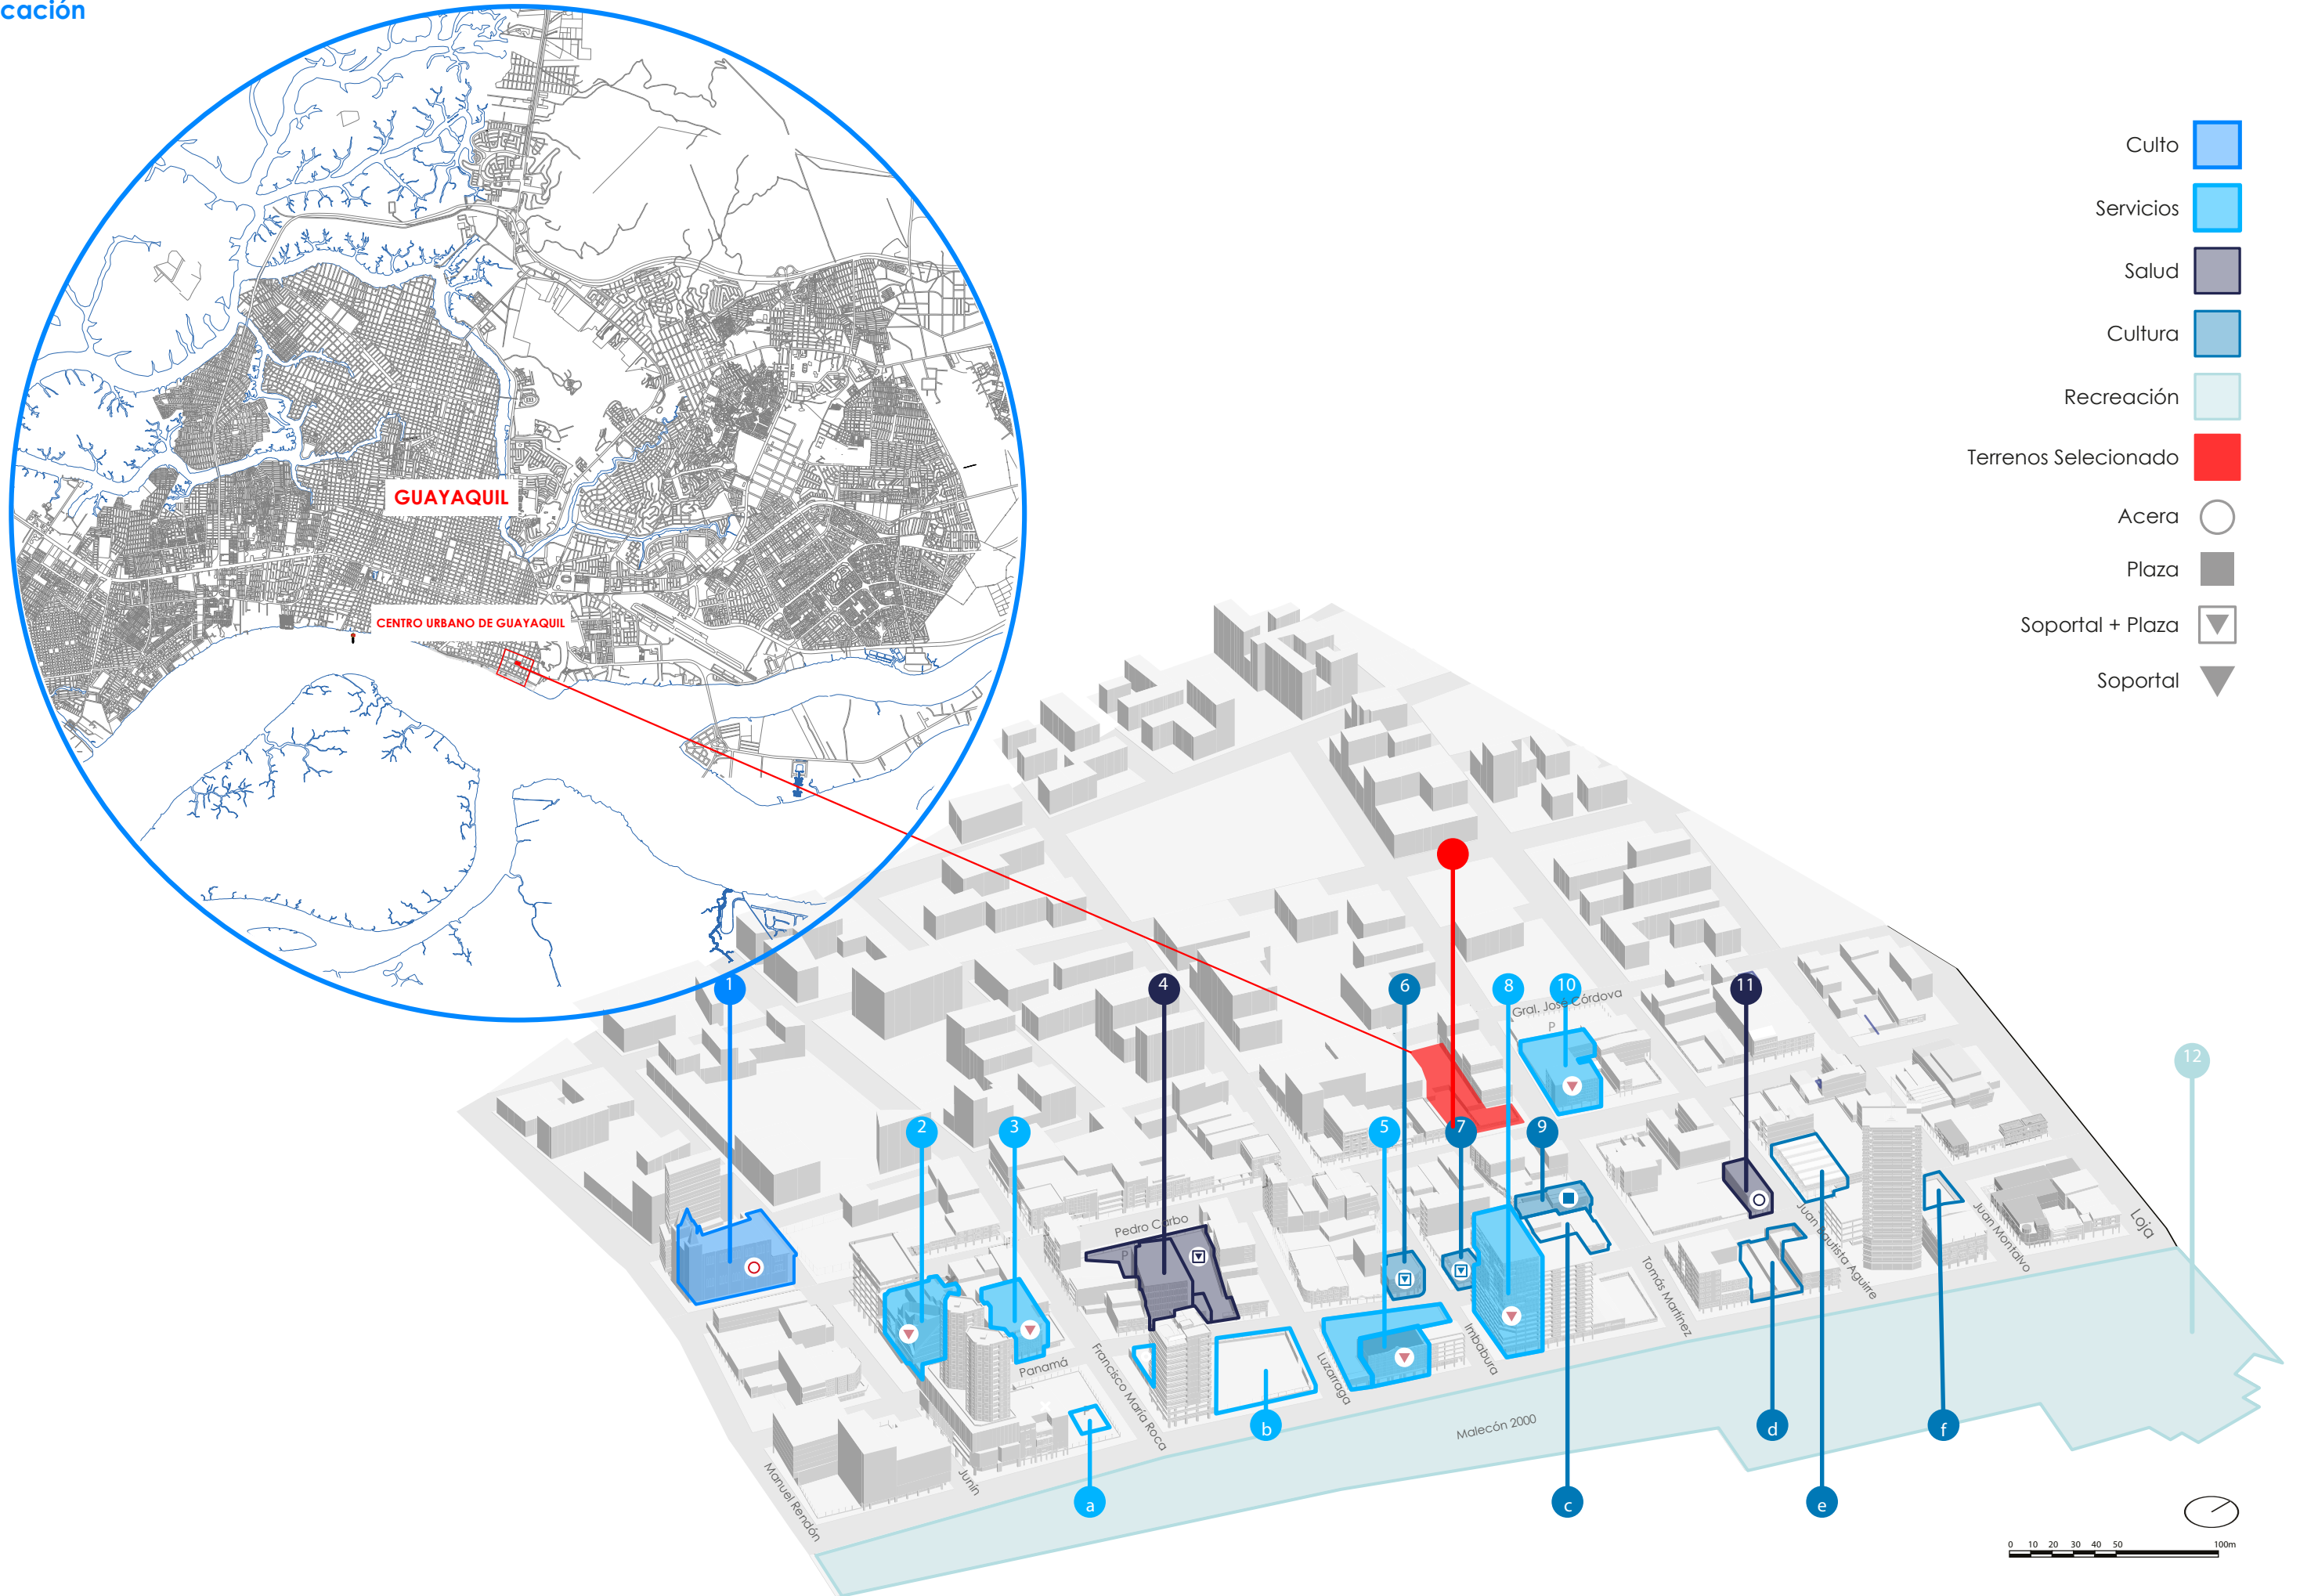 cación
GUAYAQUIL
CENTRO URBANO DE GUAYAQUIL
Culto
Servicios
Salud
Cultura
Recreación
Terrenos Selecionado
Acera
Plaza
Soportal + Plaza
Soportal
1
4
6
8
10
11
12
2
3
5
7
9
Gral. José Córdova
P
Pedro Carbo
P
Panamá
Francisco María Roca
Luzarraga
Imbabura
Tomás Martínez
Juan Bautista Aguirre
Juan Montalvo
Loja
Malecón 2000
Manuel Rendón
Junín
a
b
c
d
e
f
0 10 20 30 40 50 100m